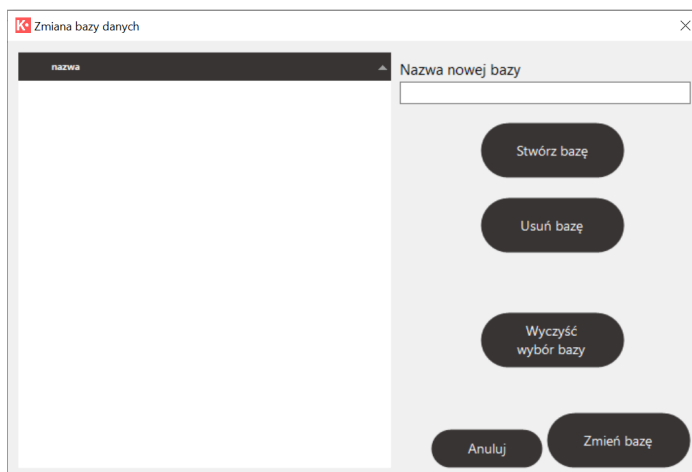 Zmiana bazy danych
nazwa
Nazwa nowej bazy
Stwórz bazę
Usuń bazę
Wyczyść
wybór bazy
Anuluj
Zmień bazę